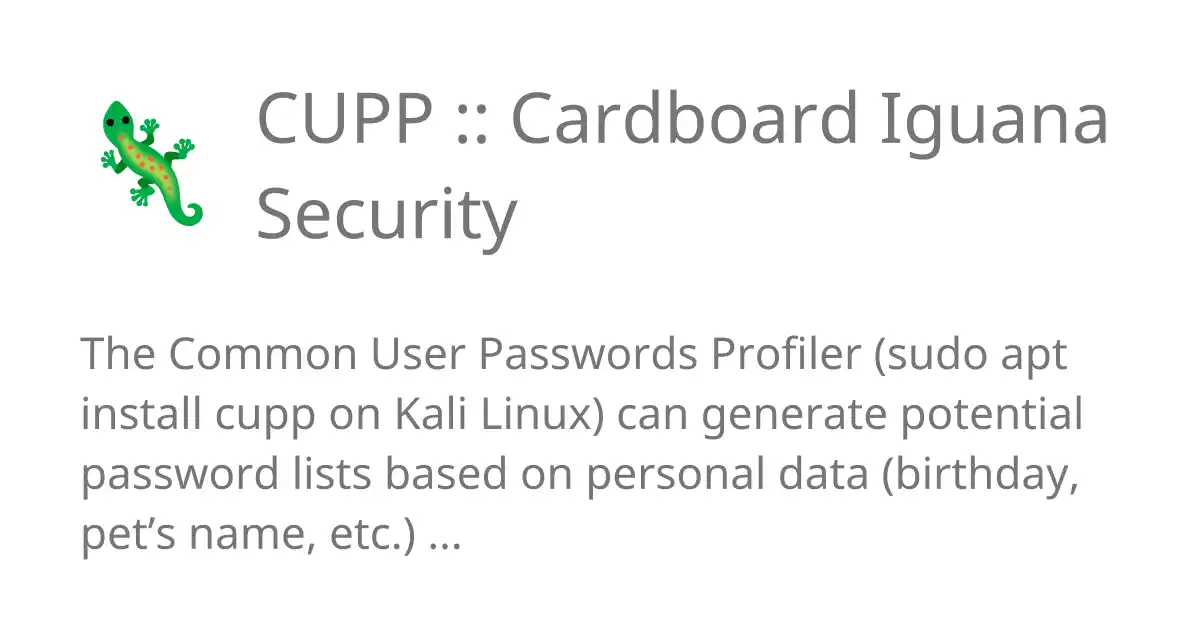 CUPP :: Cardboard Iguana
Security
The Common User Passwords Profiler (sudo apt
install cupp on Kali Linux) can generate potential
password lists based on personal data (birthday,
pet’s name, etc.) ...